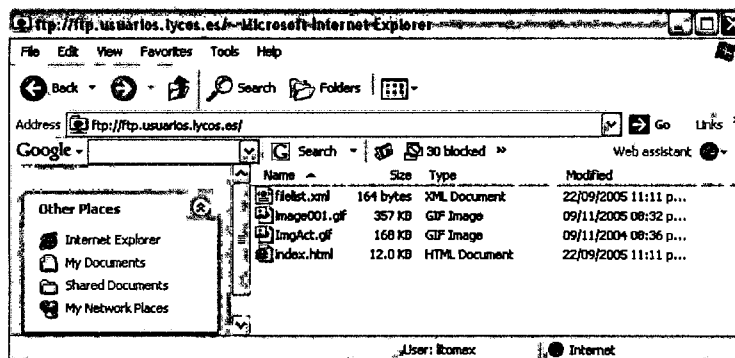 ftp://ftp.usuarios.lycos.es/ - Microsoft Internet Explorer
File Edit View Favorites Tools Help
Back Search Folders
Address ftp://ftp.usuarios.lycos.es/ Go Links »
Google Search 30 blocked » Web assistant
Name Size Type Modified
filelist.xml 164 bytes XML Document 22/09/2005 11:11 p...
image001.gif 357 KB GIF Image 09/11/2005 08:32 p...
ImgAct.gif 168 KB GIF Image 09/11/2004 08:36 p...
index.html 12.0 KB HTML Document 22/09/2005 11:11 p...
Other Places
Internet Explorer
My Documents
Shared Documents
My Network Places
User: litomex Internet